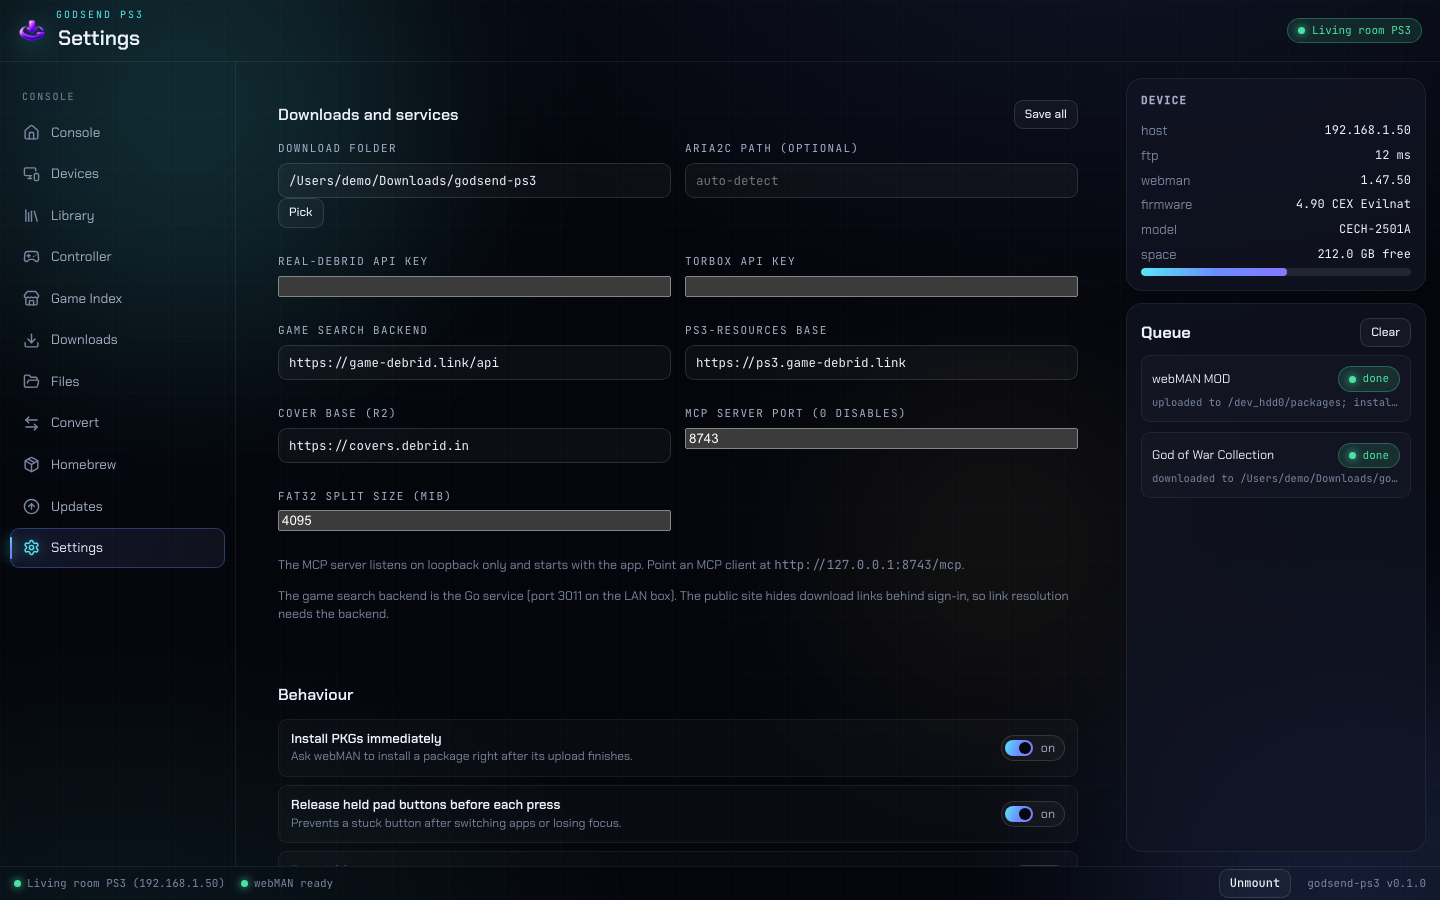 GODSEND PS3
Settings
Living room PS3
CONSOLE
Console
Devices
Library
Controller
Game Index
Downloads
Files
Convert
Homebrew
Updates
Settings
Downloads and services
Save all
DOWNLOAD FOLDER
ARIA2C PATH (OPTIONAL)
/Users/demo/Downloads/godsend-ps3
auto-detect
Pick
REAL-DEBRID API KEY
TORBOX API KEY
GAME SEARCH BACKEND
PS3-RESOURCES BASE
https://game-debrid.link/api
https://ps3.game-debrid.link
COVER BASE (R2)
MCP SERVER PORT (0 DISABLES)
https://covers.debrid.in
8743
FAT32 SPLIT SIZE (MIB)
4095
The MCP server listens on loopback only and starts with the app. Point an MCP client at http://127.0.0.1:8743/mcp.
The game search backend is the Go service (port 3011 on the LAN box). The public site hides download links behind sign-in, so link resolution
needs the backend.
Behaviour
Install PKGs immediately
Ask webMAN to install a package right after its upload finishes.
on
Release held pad buttons before each press
Prevents a stuck button after switching apps or losing focus.
on
DEVICE
host 192.168.1.50
ftp 12 ms
webman 1.47.50
firmware 4.90 CEX Evilnat
model CECH-2501A
space 212.0 GB free
Queue
Clear
webMAN MOD
done
uploaded to /dev_hdd0/packages; instal…
God of War Collection
done
downloaded to /Users/demo/Downloads/go…
Living room PS3 (192.168.1.50)
webMAN ready
Unmount
godsend-ps3 v0.1.0